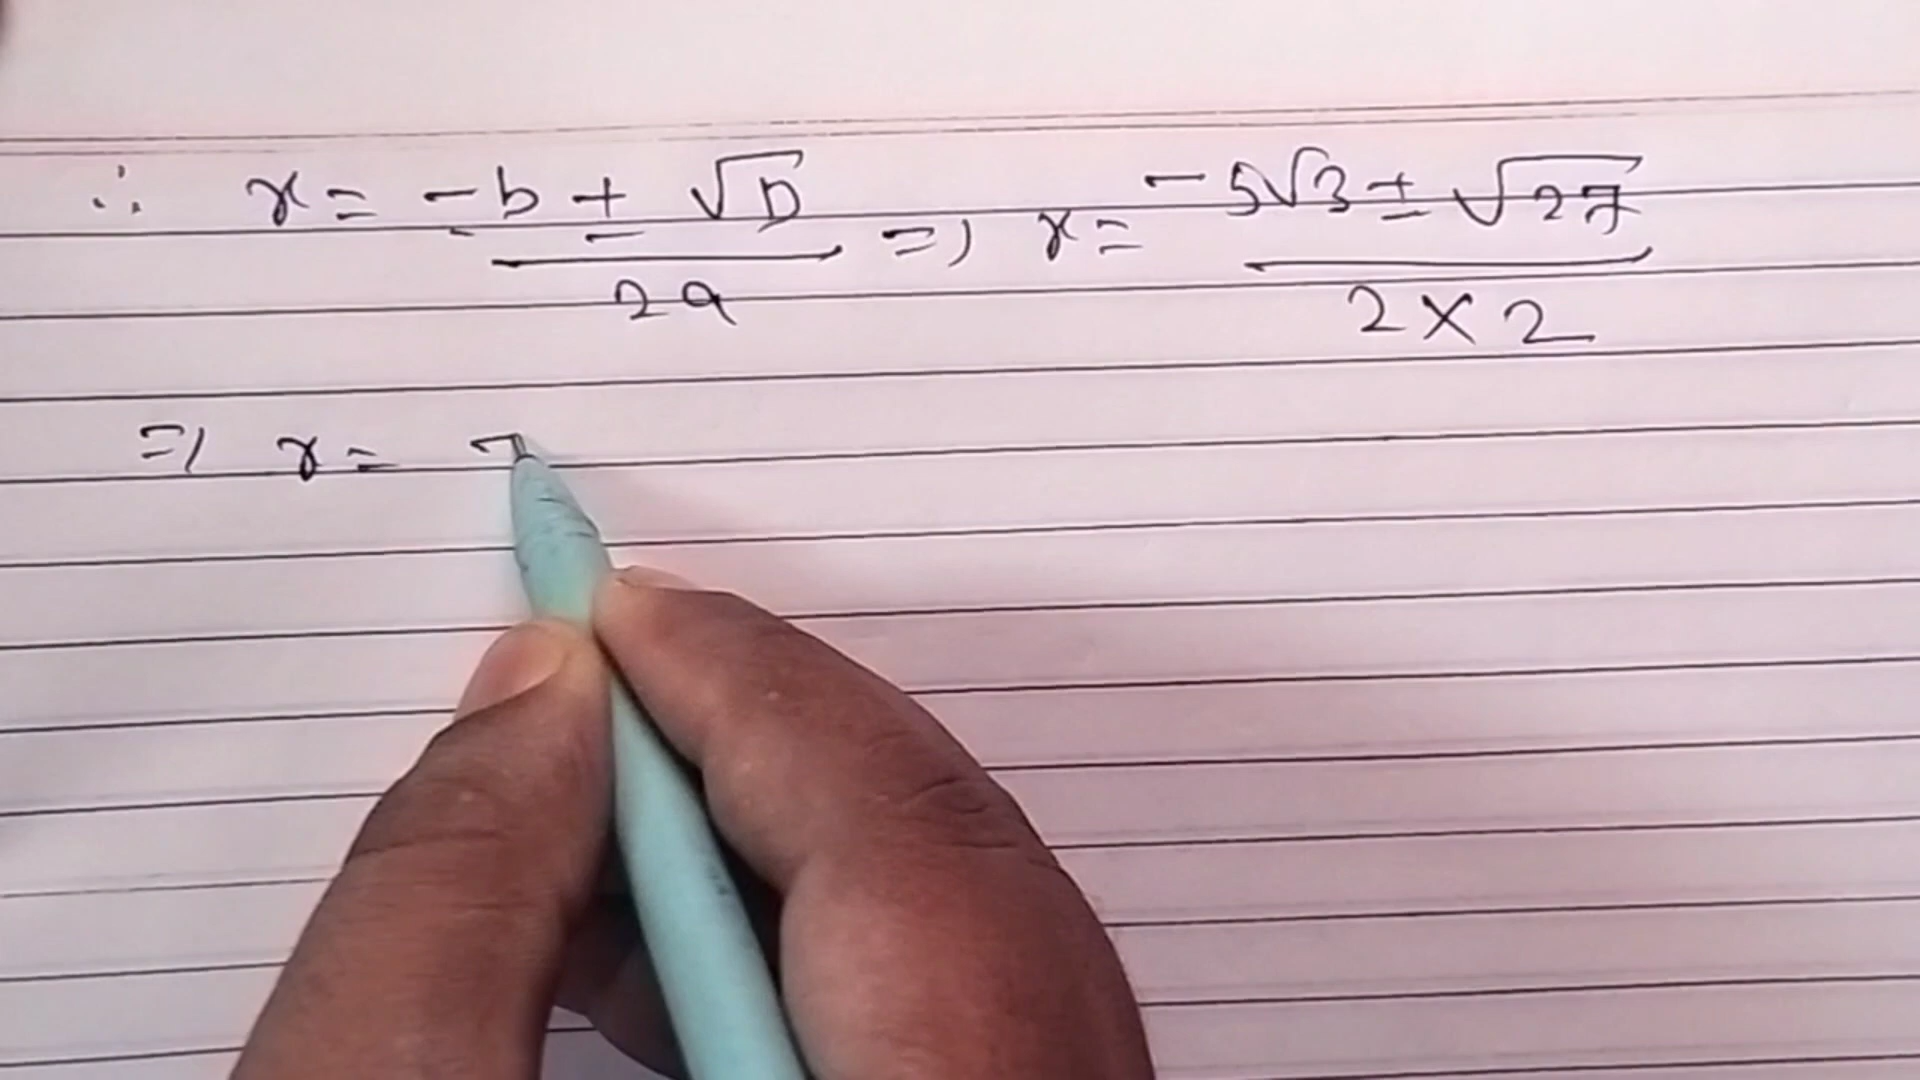 ∴ x = -b ± √D / 2a ⇒ x = -5√3 ± √27 / 2×2
⇒ x = -